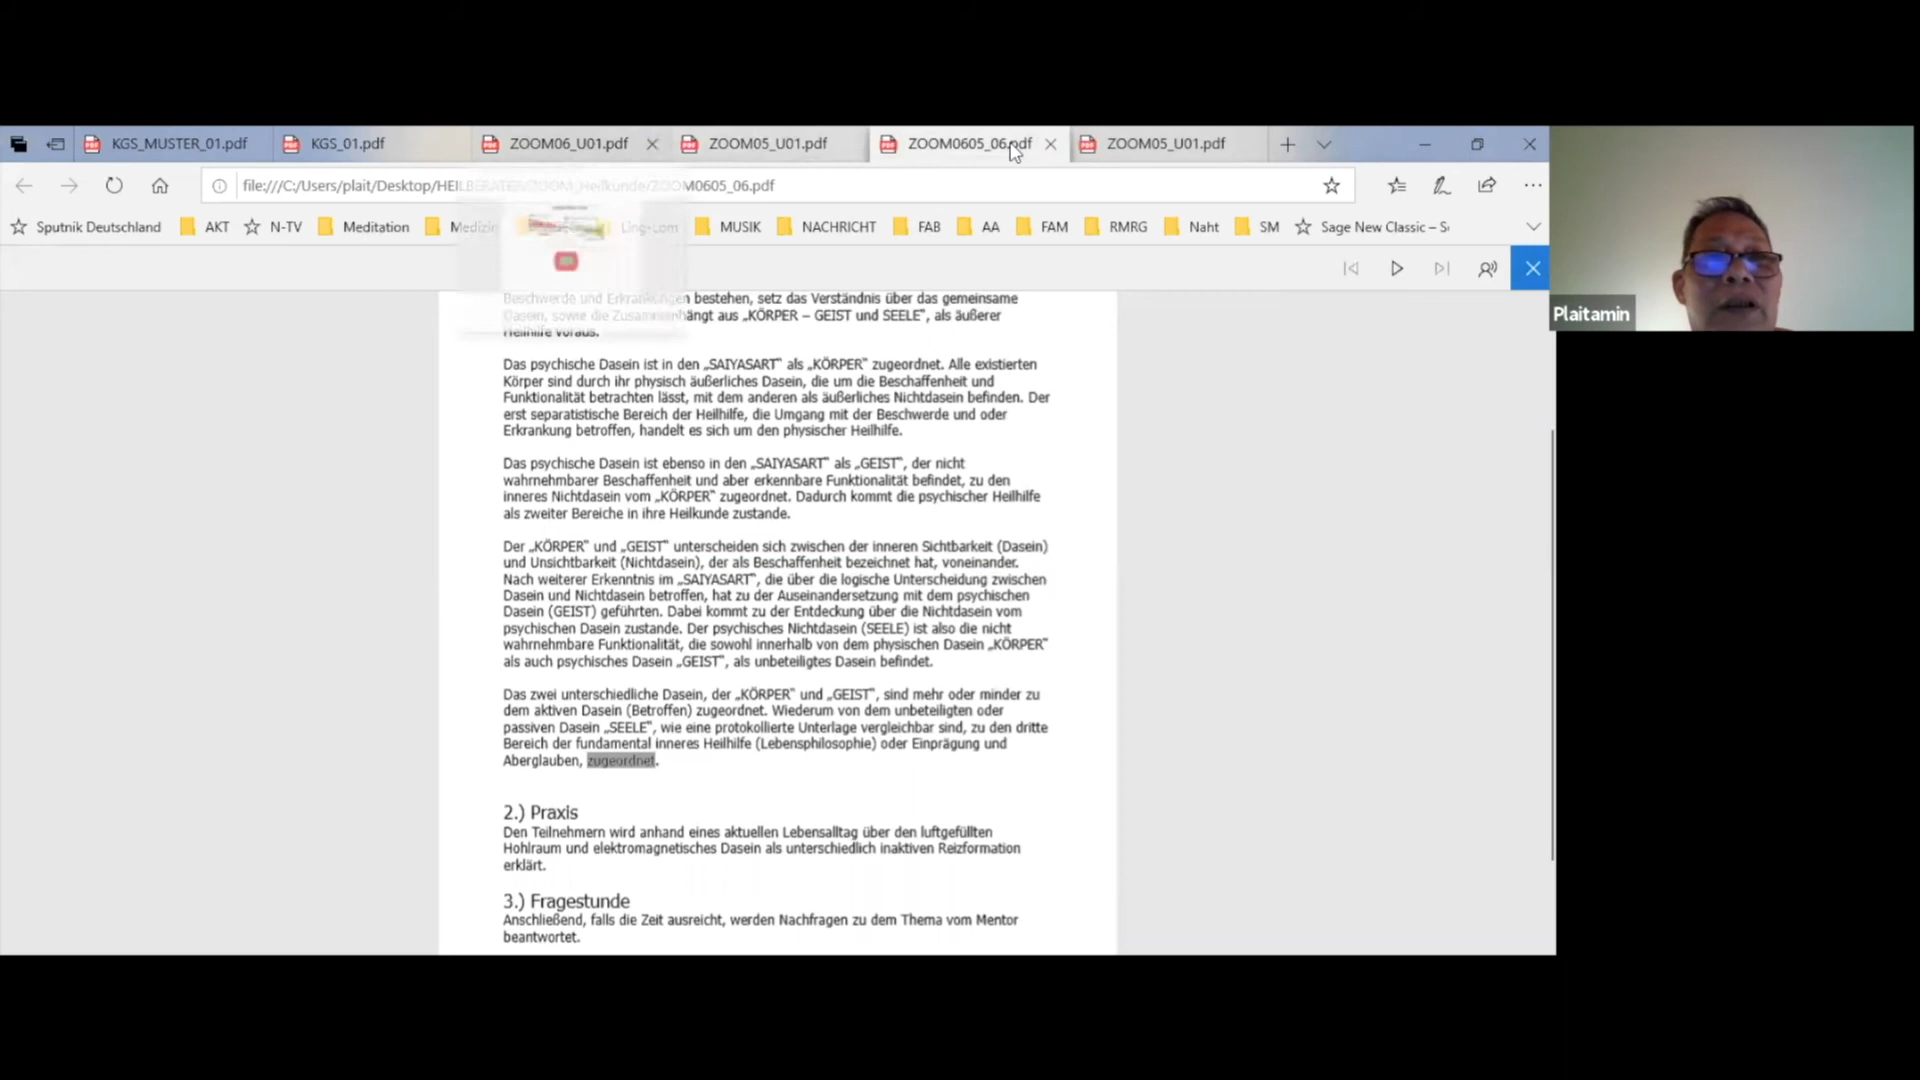 KGS_MUSTER_01.pdf
KGS_01.pdf
ZOOM06_U01.pdf
ZOOM05_U01.pdf
ZOOM0605_06.pdf
ZOOM05_U01.pdf
file:///C:/Users/plait/Desktop/HEILBERATER/ZOOM_Heilkunde/ZOOM0605_06.pdf
Sputnik Deutschland
AKT
N-TV
Meditation
Medizin
Ling-Lom
MUSIK
NACHRICHT
FAB
AA
FAM
RMRG
Naht
SM
Sage New Classic – S
Plaitamin
Beschwerde und Erkrankungen bestehen, setz das Verständnis über das gemeinsame
Dasein, sowie die Zusammenhängt aus „KÖRPER – GEIST und SEELE“, als äußerer
Heilhilfe voraus.
Das psychische Dasein ist in den „SAIYASART“ als „KÖRPER“ zugeordnet. Alle existierten
Körper sind durch ihr physisch äußerliches Dasein, die um die Beschaffenheit und
Funktionalität betrachten lässt, mit dem anderen als äußerliches Nichtdasein befinden. Der
erst separatistische Bereich der Heilhilfe, die Umgang mit der Beschwerde und oder
Erkrankung betroffen, handelt es sich um den physischer Heilhilfe.
Das psychische Dasein ist ebenso in den „SAIYASART“ als „GEIST“, der nicht
wahrnehmbarer Beschaffenheit und aber erkennbare Funktionalität befindet, zu den
inneres Nichtdasein vom „KÖRPER“ zugeordnet. Dadurch kommt die psychischer Heilhilfe
als zweiter Bereiche in ihre Heilkunde zustande.
Der „KÖRPER“ und „GEIST“ unterscheiden sich zwischen der inneren Sichtbarkeit (Dasein)
und Unsichtbarkeit (Nichtdasein), der als Beschaffenheit bezeichnet hat, voneinander.
Nach weiterer Erkenntnis im „SAIYASART“, die über die logische Unterscheidung zwischen
Dasein und Nichtdasein betroffen, hat zu der Auseinandersetzung mit dem psychischen
Dasein (GEIST) geführten. Dabei kommt zu der Entdeckung über die Nichtdasein vom
psychischen Dasein zustande. Der psychisches Nichtdasein (SEELE) ist also die nicht
wahrnehmbare Funktionalität, die sowohl innerhalb von dem physischen Dasein „KÖRPER“
als auch psychisches Dasein „GEIST“, als unbeteiligtes Dasein befindet.
Das zwei unterschiedliche Dasein, der „KÖRPER“ und „GEIST“, sind mehr oder minder zu
dem aktiven Dasein (Betroffen) zugeordnet. Wiederum von dem unbeteiligten oder
passiven Dasein „SEELE“, wie eine protokollierte Unterlage vergleichbar sind, zu den dritte
Bereich der fundamental inneres Heilhilfe (Lebensphilosophie) oder Einprägung und
Aberglauben, zugeordnet.
2.) Praxis
Den Teilnehmern wird anhand eines aktuellen Lebensalltag über den luftgefüllten
Hohlraum und elektromagnetisches Dasein als unterschiedlich inaktiven Reizformation
erklärt.
3.) Fragestunde
Anschließend, falls die Zeit ausreicht, werden Nachfragen zu dem Thema vom Mentor
beantwortet.